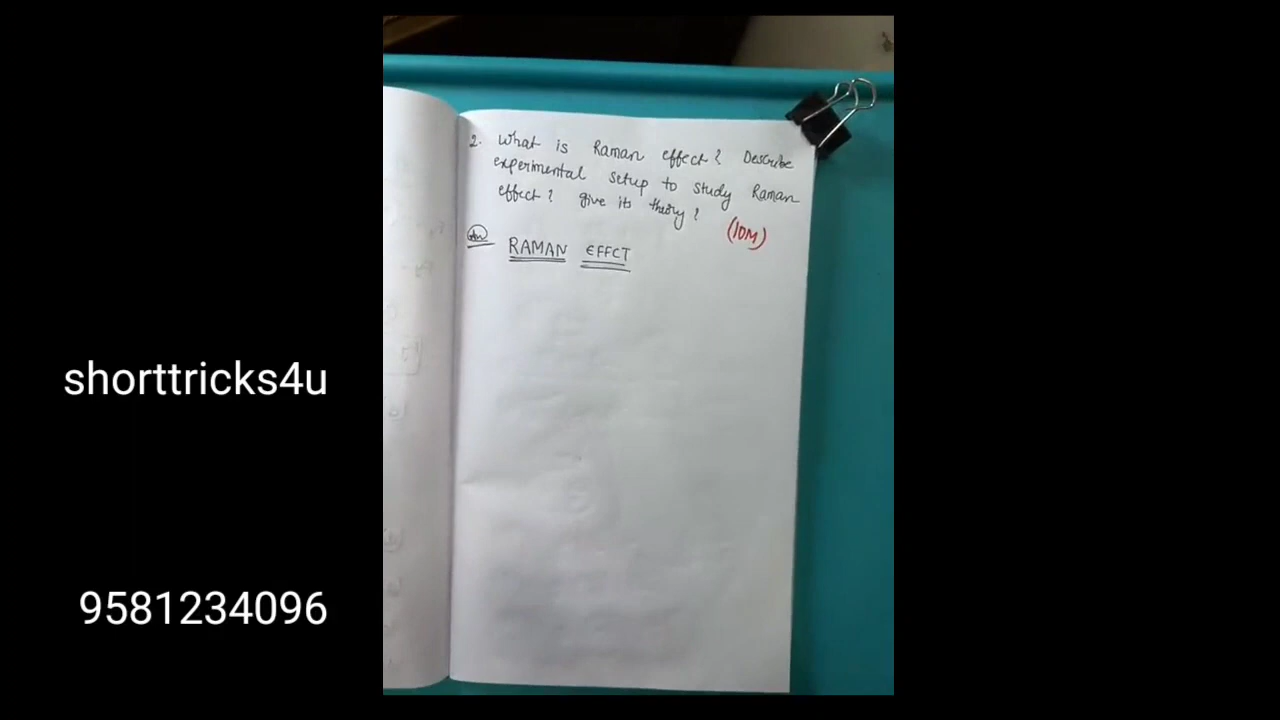 2. What is Raman effect? Describe
experimental setup to study Raman
effect? give its theory?
(10M)
An
RAMAN EFFCT
shorttricks4u
9581234096